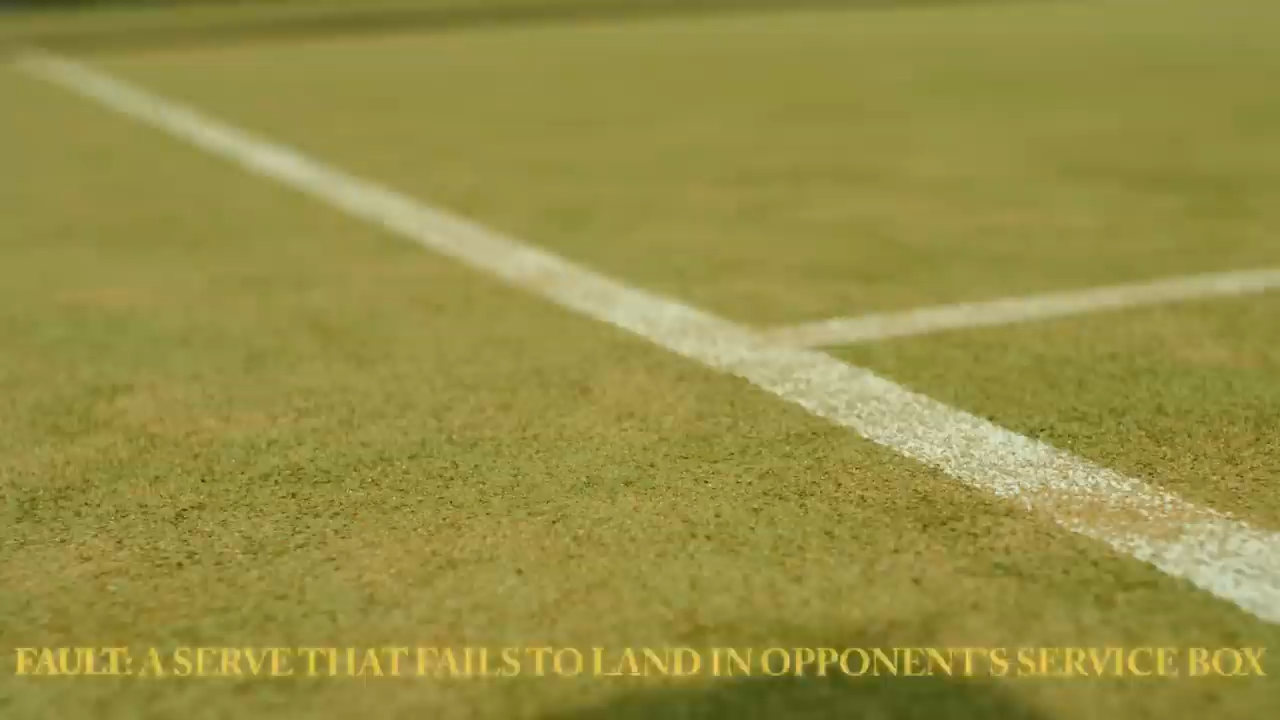 FAULT: A SERVE THAT FAILS TO LAND IN OPPONENT'S SERVICE BOX